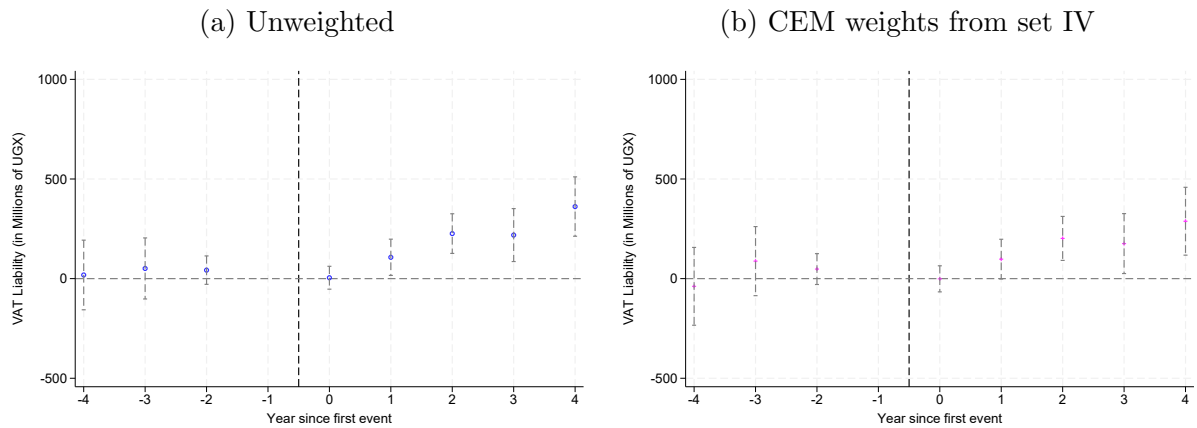 (a) Unweighted
VAT Liability (in Millions of UGX)
1000
500
0
-500
-4 -3 -2 -1 0 1 2 3 4
Year since first event
(b) CEM weights from set IV
VAT Liability (in Millions of UGX)
1000
500
0
-500
-4 -3 -2 -1 0 1 2 3 4
Year since first event